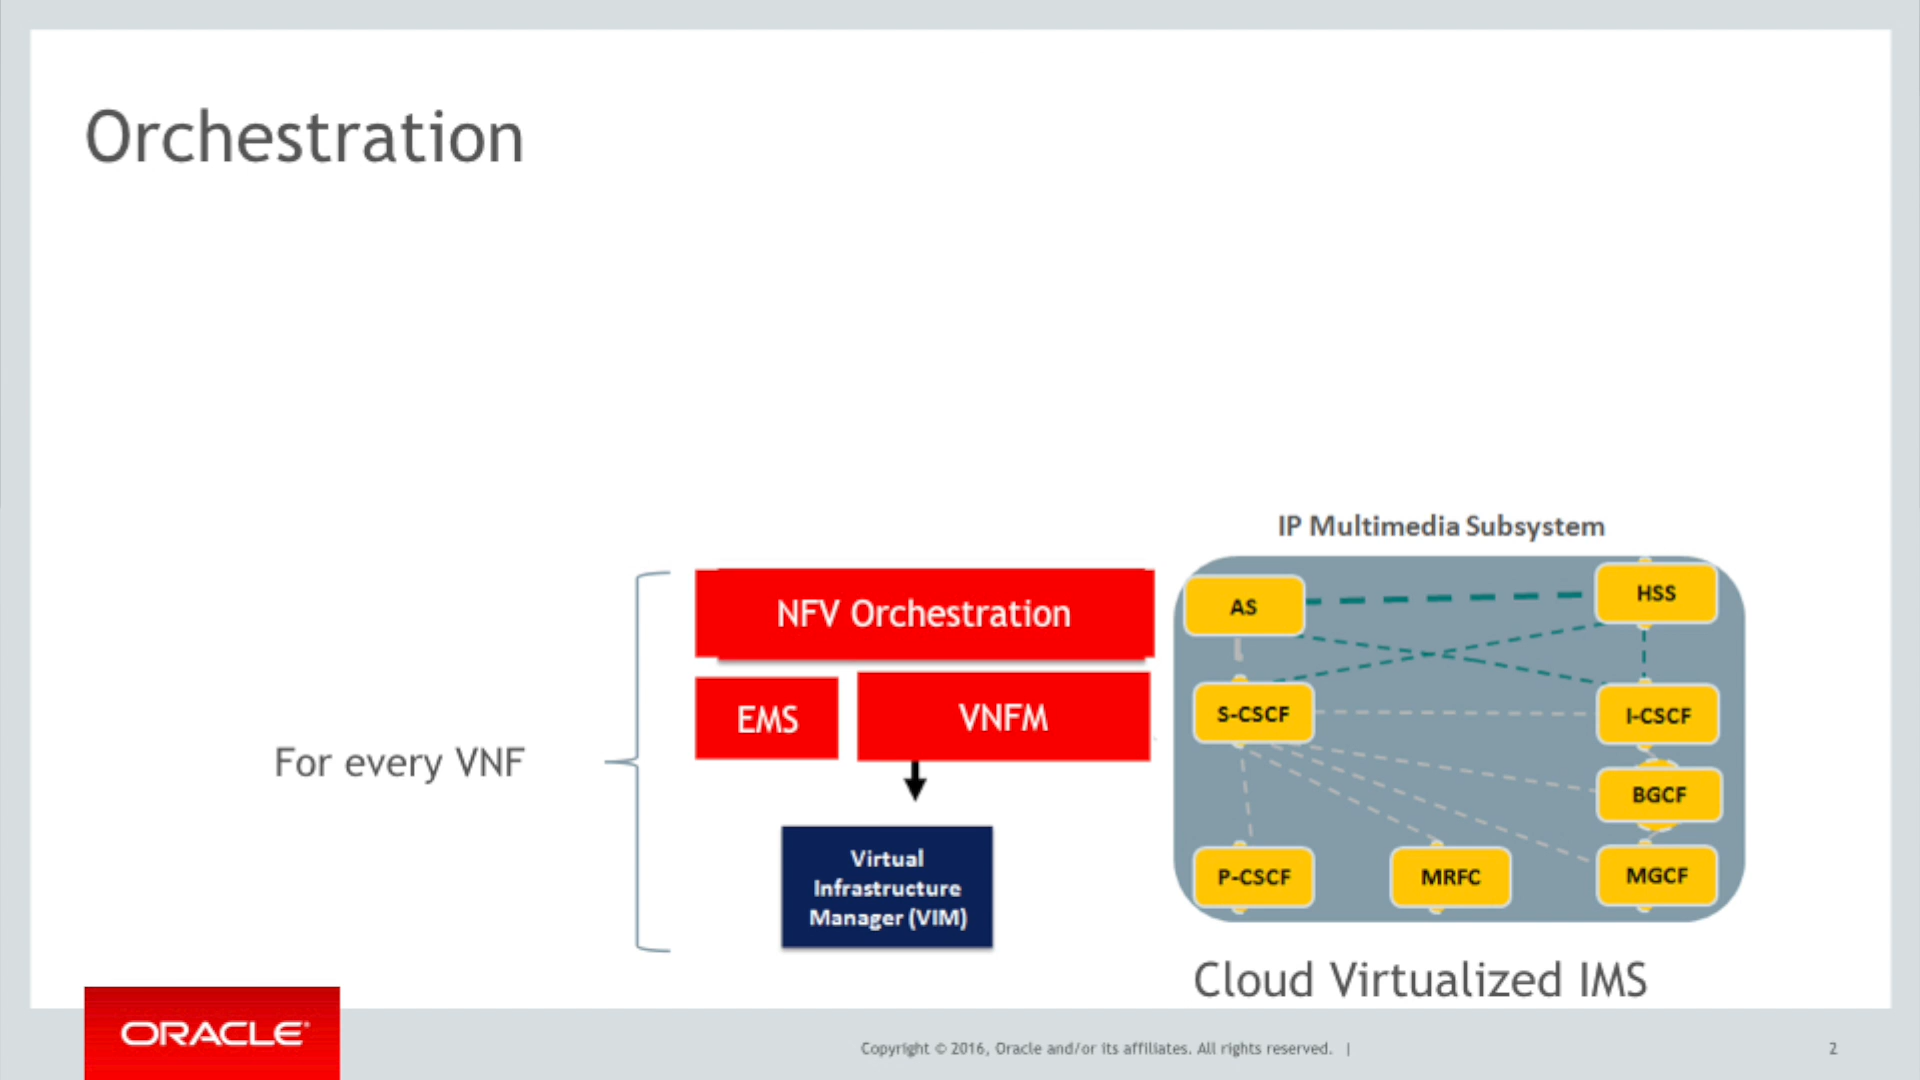 Orchestration
IP Multimedia Subsystem
NFV Orchestration
EMS
VNFM
For every VNF
Virtual
Infrastructure
Manager (VIM)
AS
HSS
S-CSCF
I-CSCF
BGCF
P-CSCF
MRFC
MGCF
Cloud Virtualized IMS
ORACLE®
Copyright © 2016, Oracle and/or its affiliates. All rights reserved. |
2